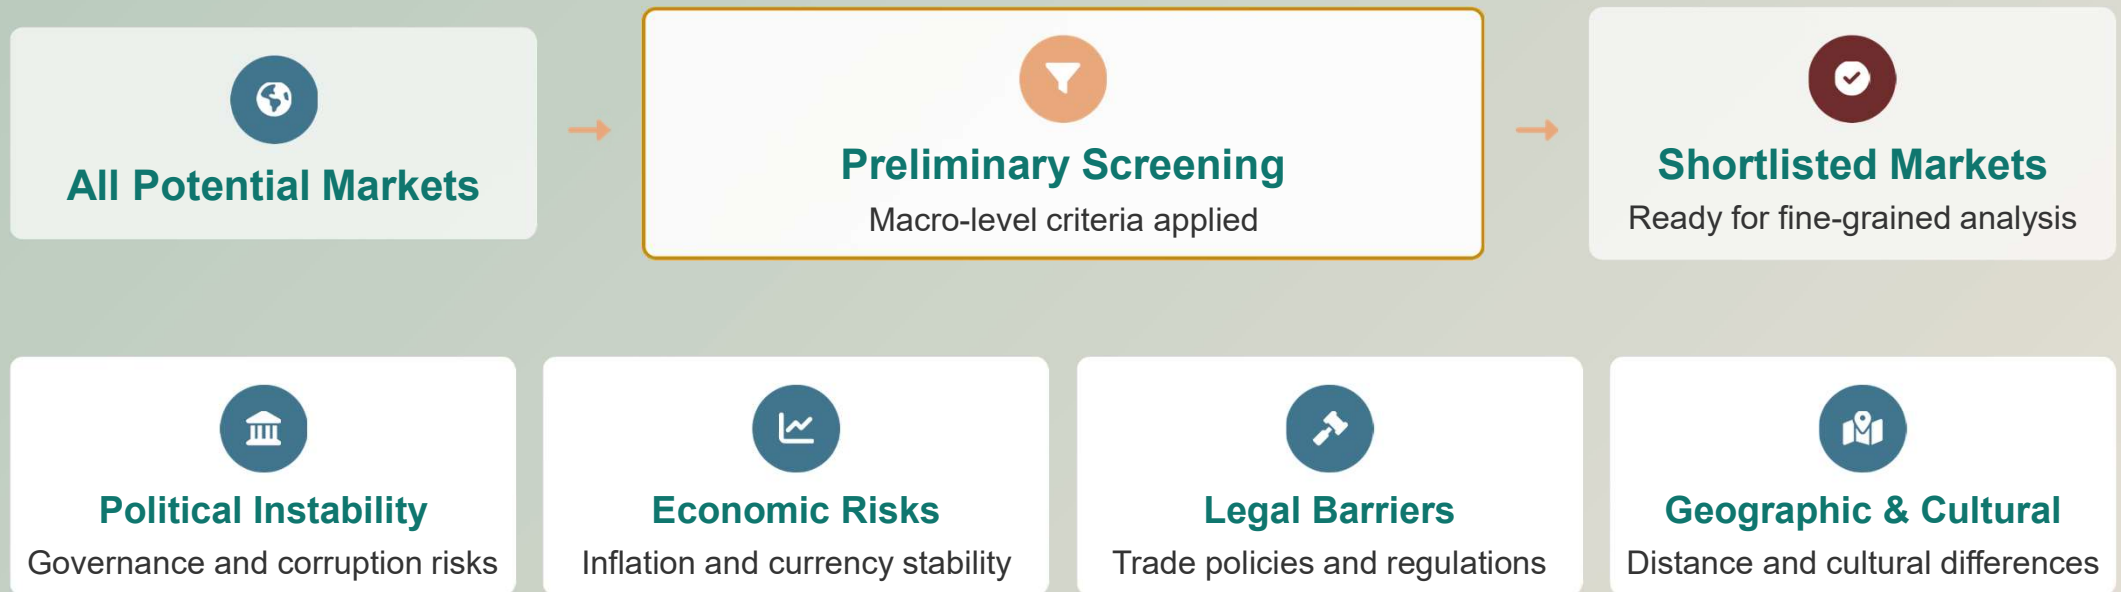 All Potential Markets
Preliminary Screening
Macro-level criteria applied
Shortlisted Markets
Ready for fine-grained analysis
Political Instability
Governance and corruption risks
Economic Risks
Inflation and currency stability
Legal Barriers
Trade policies and regulations
Geographic & Cultural
Distance and cultural differences